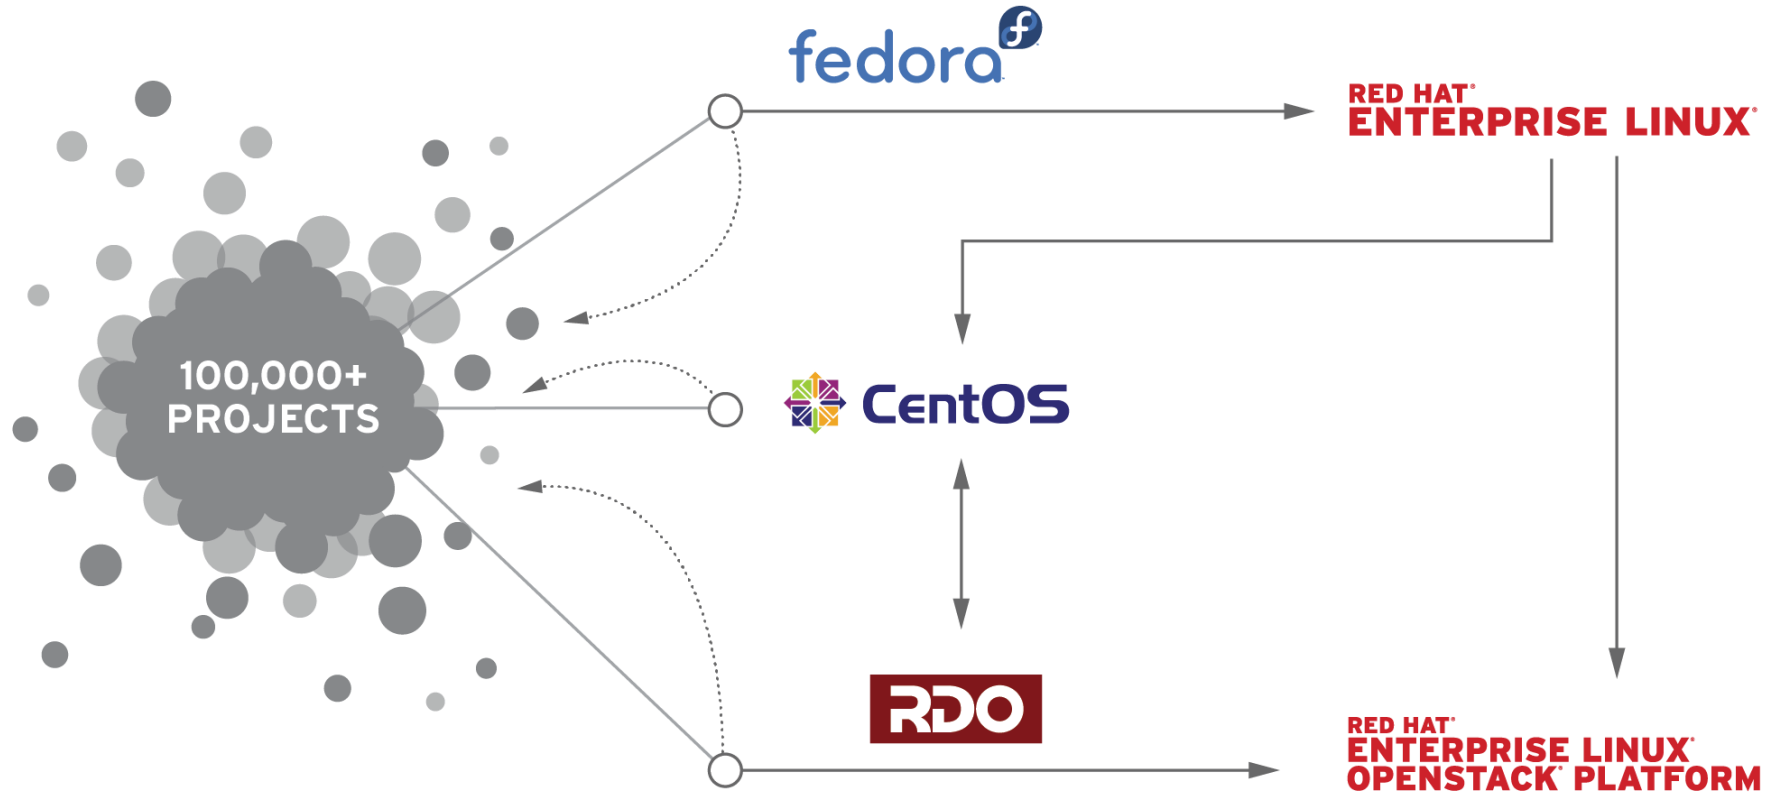 fedora
RED HAT®
ENTERPRISE LINUX®
100,000+
PROJECTS
CentOS
RDO
RED HAT®
ENTERPRISE LINUX®
OPENSTACK® PLATFORM